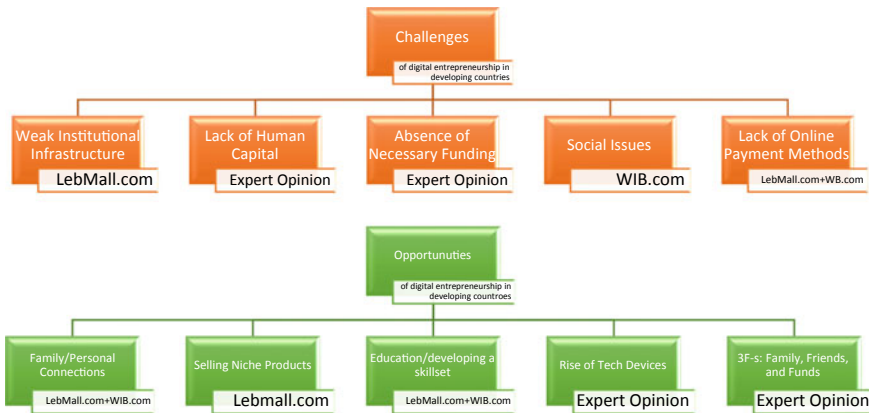 Challenges
of digital entrepreneurship in
developing countries
Weak Institutional
Infrastructure
LebMall.com
Lack of Human
Capital
Expert Opinion
Absence of
Necessary Funding
Expert Opinion
Social Issues
WIB.com
Lack of Online
Payment Methods
LebMall.com+WB.com
Opportunuties
of digital entrepreneurship in
developing countroes
Family/Personal
Connections
LebMall.com+WIB.com
Selling Niche Products
Lebmall.com
Education/developing a
skillset
LebMall.com+WIB.com
Rise of Tech Devices
Expert Opinion
3F-s: Family, Friends,
and Funds
Expert Opinion